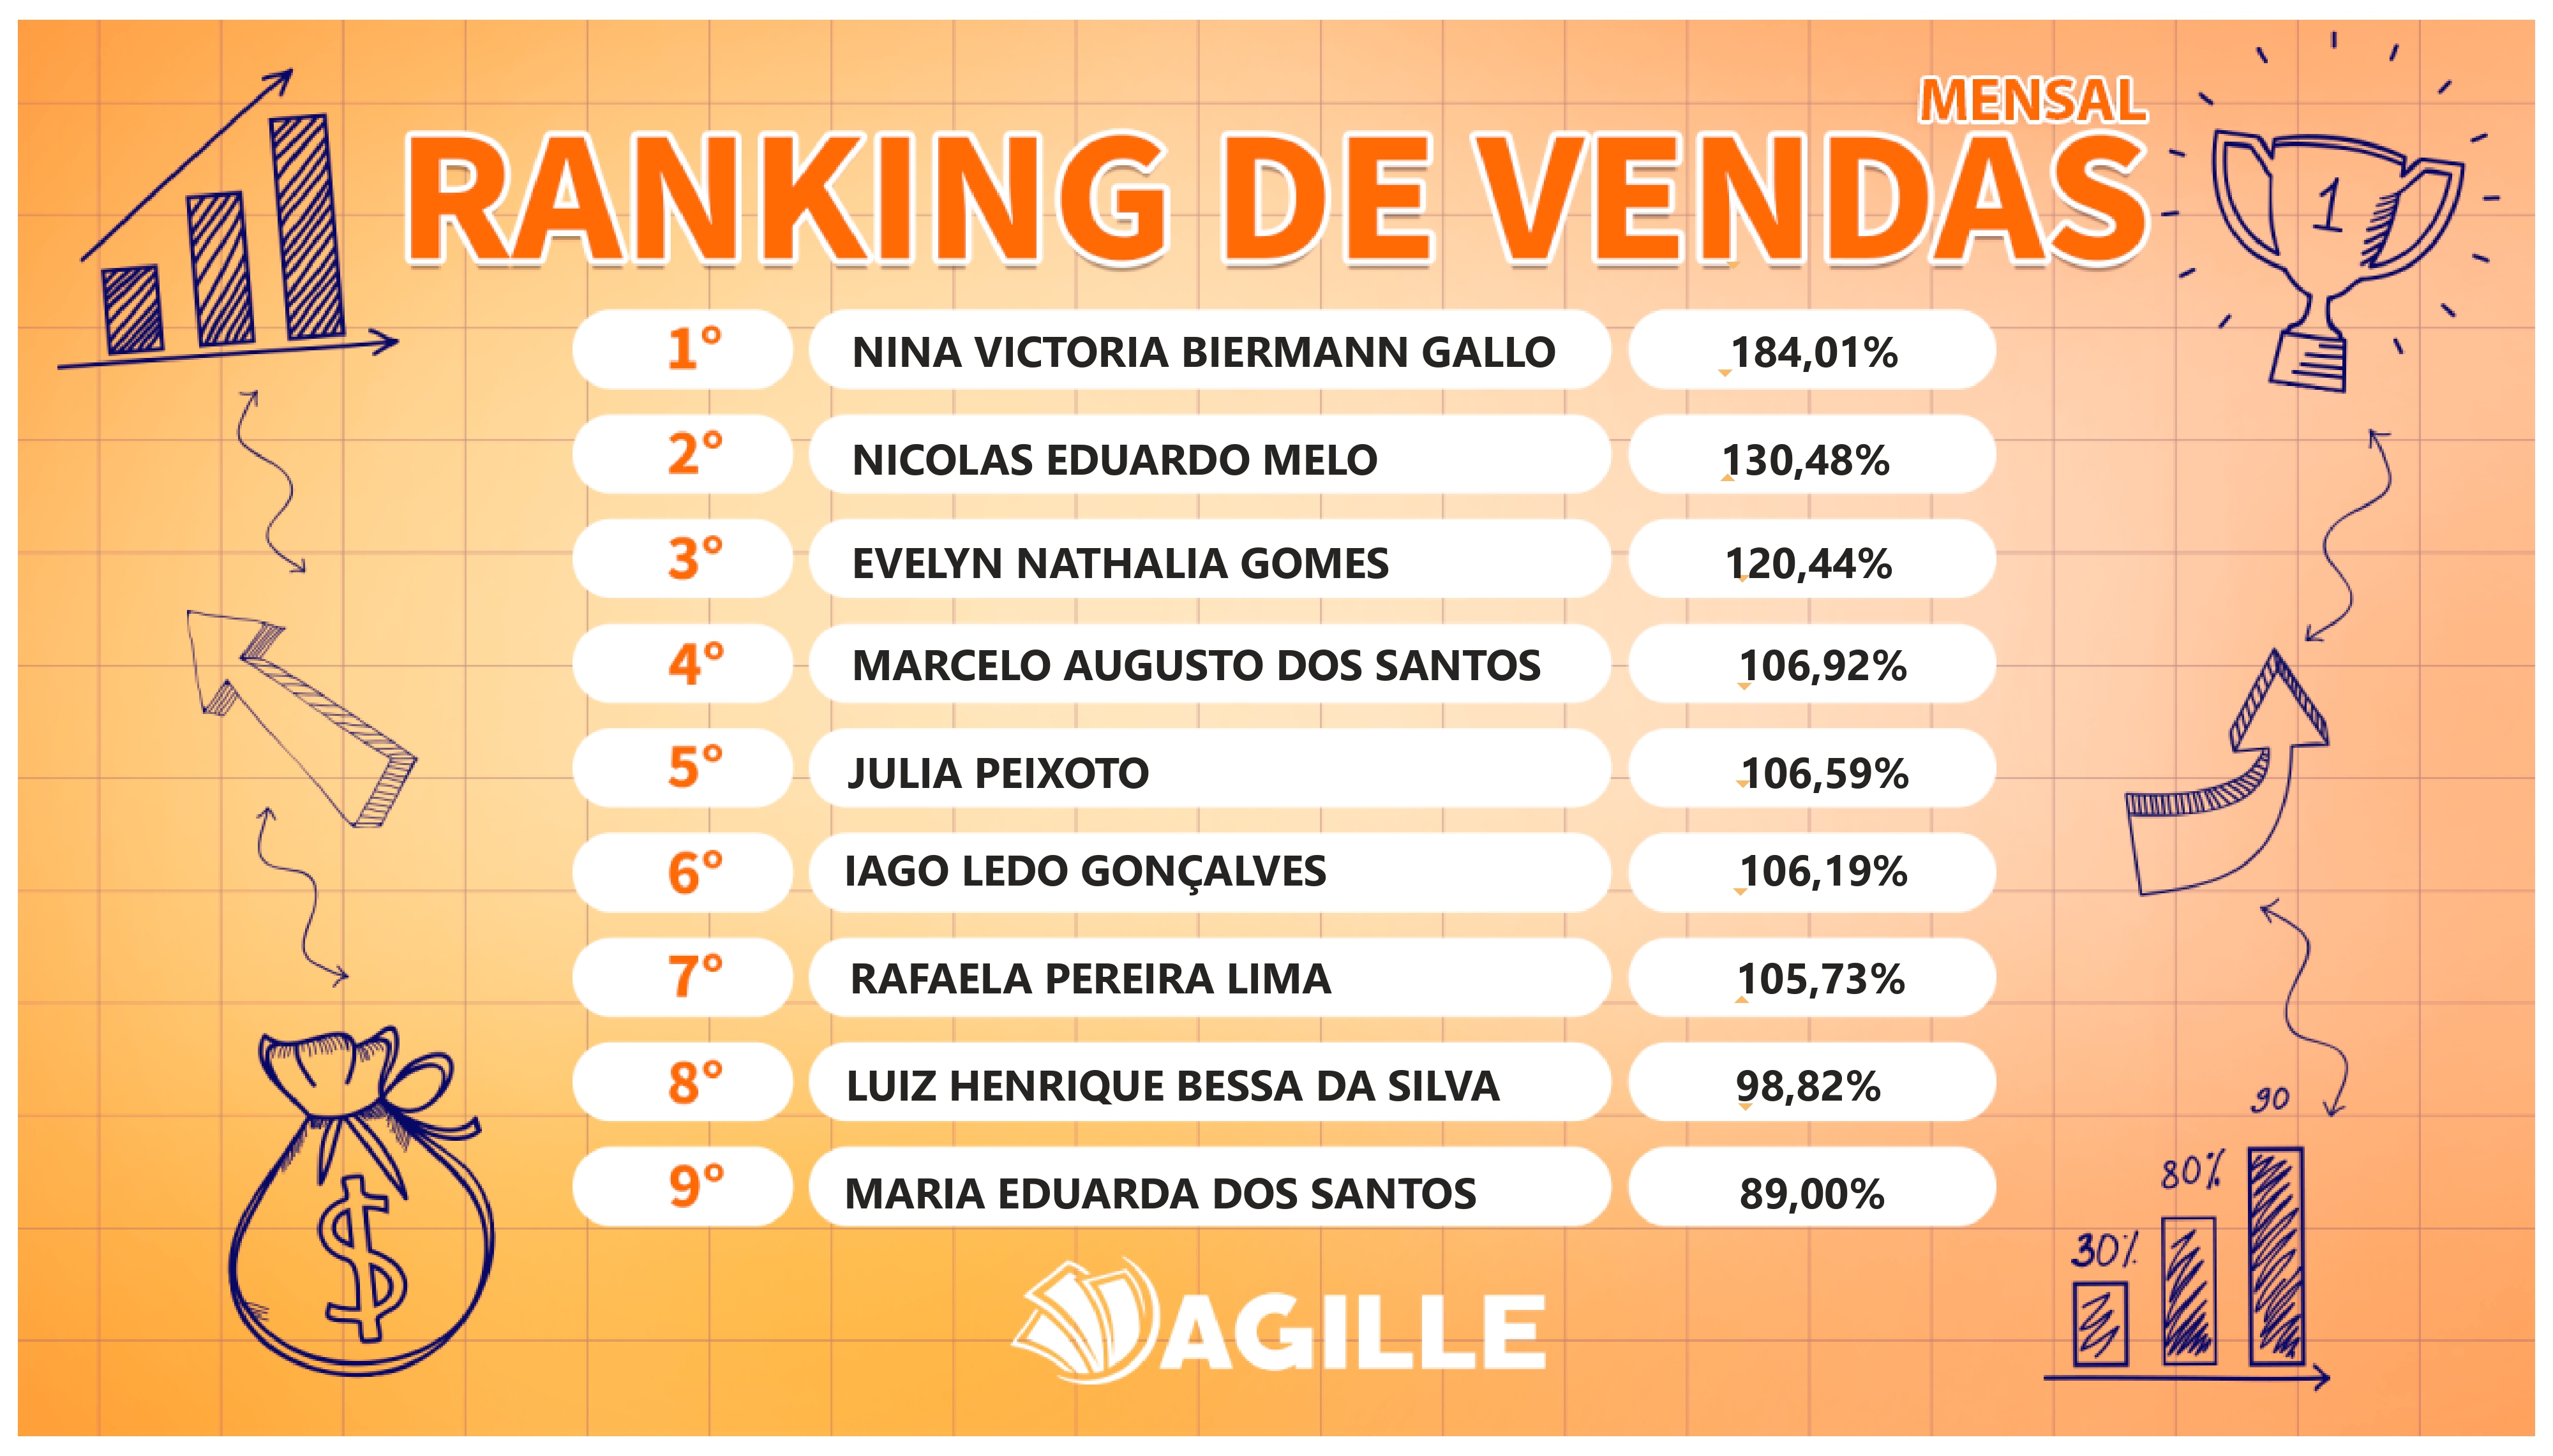 MENSAL
RANKING DE VENDAS
1
1° NINA VICTORIA BIERMANN GALLO 184,01%
2° NICOLAS EDUARDO MELO 130,48%
3° EVELYN NATHALIA GOMES 120,44%
4° MARCELO AUGUSTO DOS SANTOS 106,92%
5° JULIA PEIXOTO 106,59%
6° IAGO LEDO GONÇALVES 106,19%
7° RAFAELA PEREIRA LIMA 105,73%
8° LUIZ HENRIQUE BESSA DA SILVA 98,82%
9° MARIA EDUARDA DOS SANTOS 89,00%
$
30%
80%
90
AGILLE